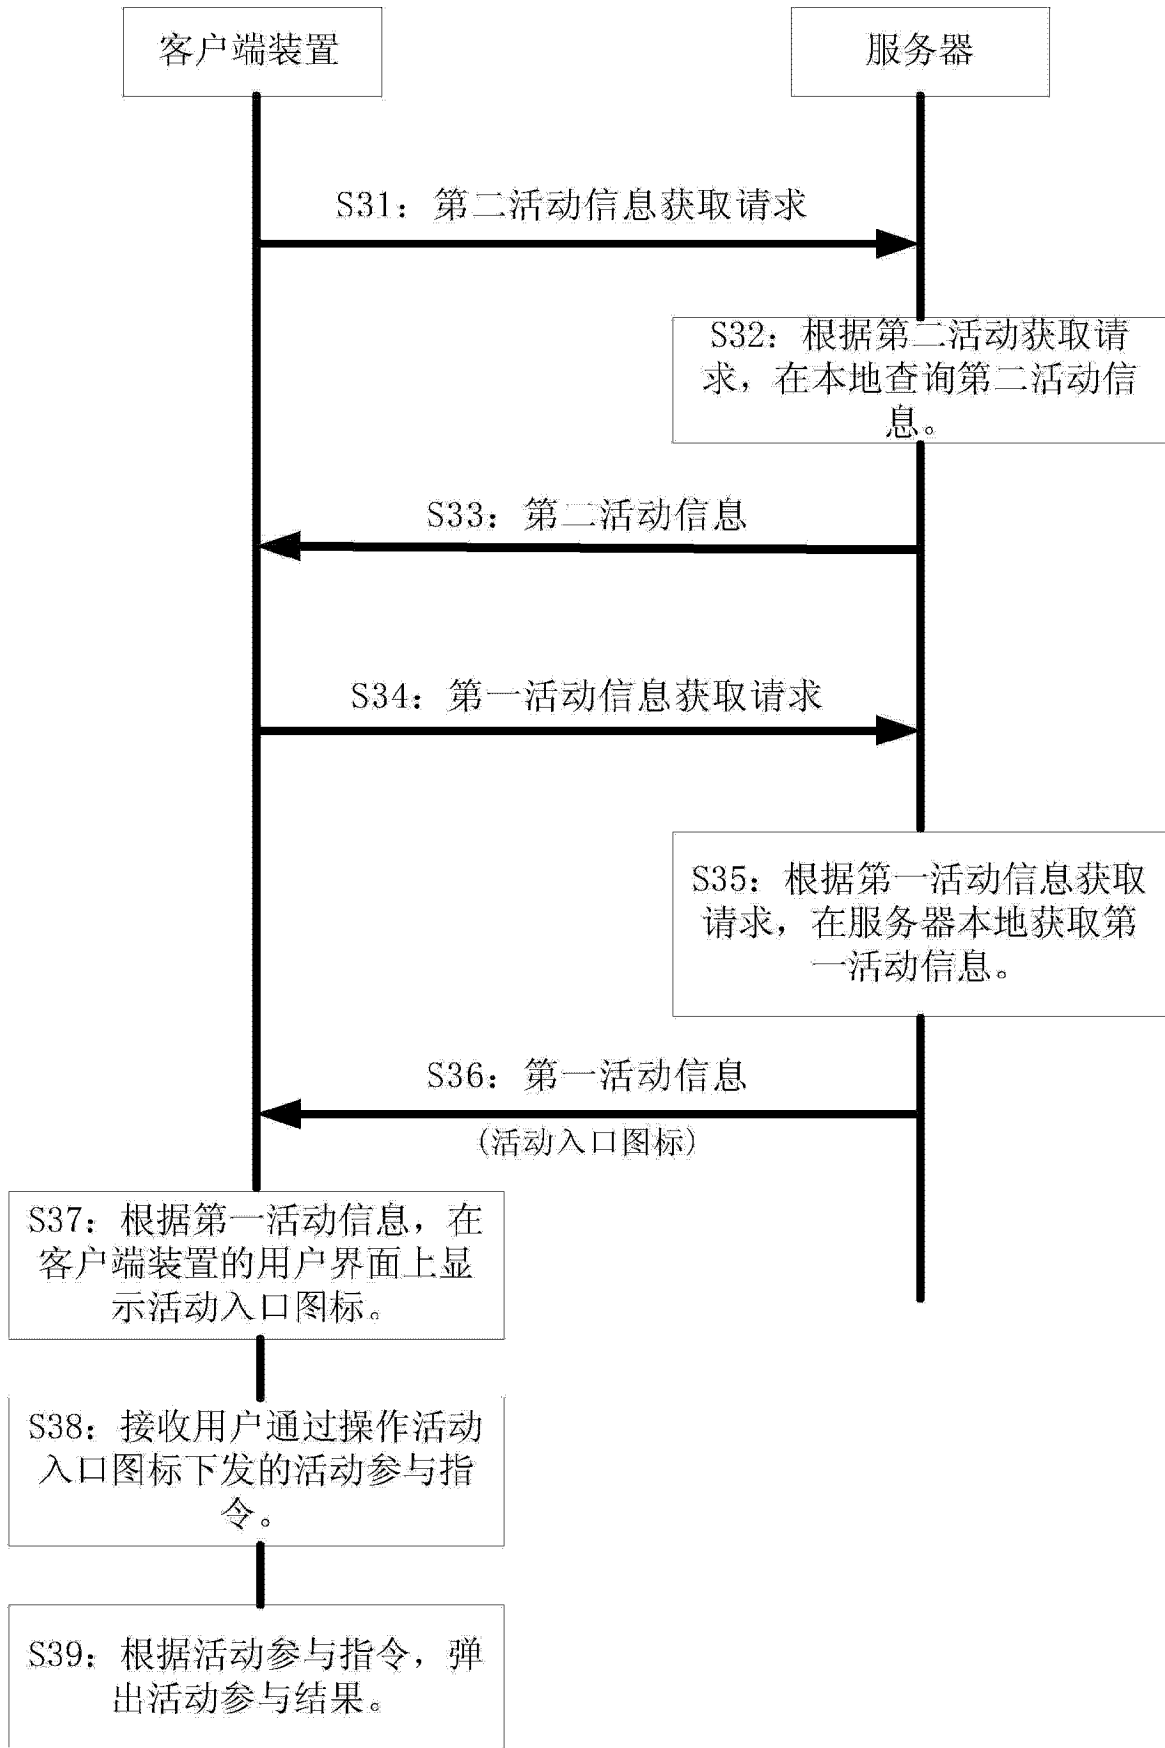 客户端装置
服务器
S31：第二活动信息获取请求
S32：根据第二活动获取请
求，在本地查询第二活动信
息。
S33：第二活动信息
S34：第一活动信息获取请求
S35：根据第一活动信息获取
请求，在服务器本地获取第
一活动信息。
S36：第一活动信息
(活动入口图标)
S37：根据第一活动信息，在
客户端装置的用户界面上显
示活动入口图标。
S38：接收用户通过操作活动
入口图标下发的活动参与指
令。
S39：根据活动参与指令，弹
出活动参与结果。